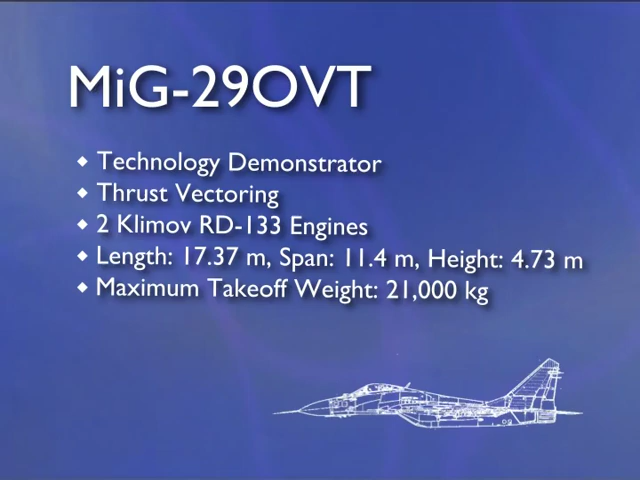 MiG-29OVT
◆ Technology Demonstrator
◆ Thrust Vectoring
◆ 2 Klimov RD-133 Engines
◆ Length: 17.37 m, Span: 11.4 m, Height: 4.73 m
◆ Maximum Takeoff Weight: 21,000 kg